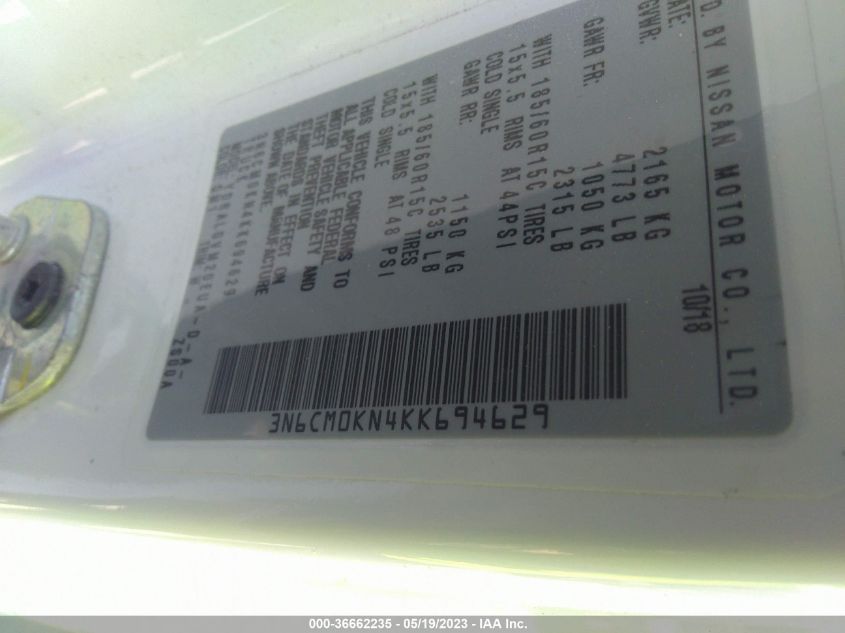 FD. BY NISSAN MOTOR CO., LTD.
DATE: 10/18
GVWR: 2165 KG
4773 LB
GAWR FR: 1050 KG
2315 LB
WITH 185/60R15C TIRES
15x5.5 RIMS AT 44PSI
COLD SINGLE
GAWR RR: 1150 KG
2535 LB
WITH 185/60R15C TIRES
15x5.5 RIMS AT 48 PSI
COLD SINGLE
THIS VEHICLE CONFORMS TO
ALL APPLICABLE FEDERAL
MOTOR VEHICLE SAFETY AND
THEFT PREVENTION
STANDARDS IN EFFECT ON
THE DATE OF MANUFACTURE
SHOWN ABOVE.
3N6CM0KN4KK694629
3N6CM0KN4KK694629
000-36662235 - 05/19/2023 - IAA Inc.